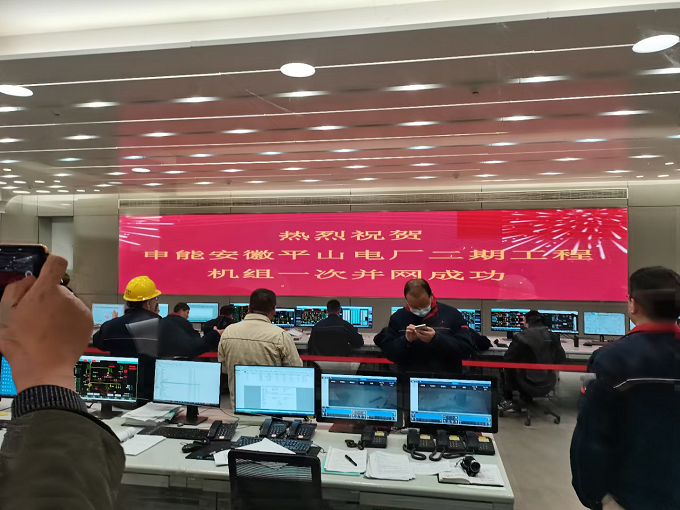 热烈祝贺
申能安徽平山电厂二期工程
机组一次并网成功